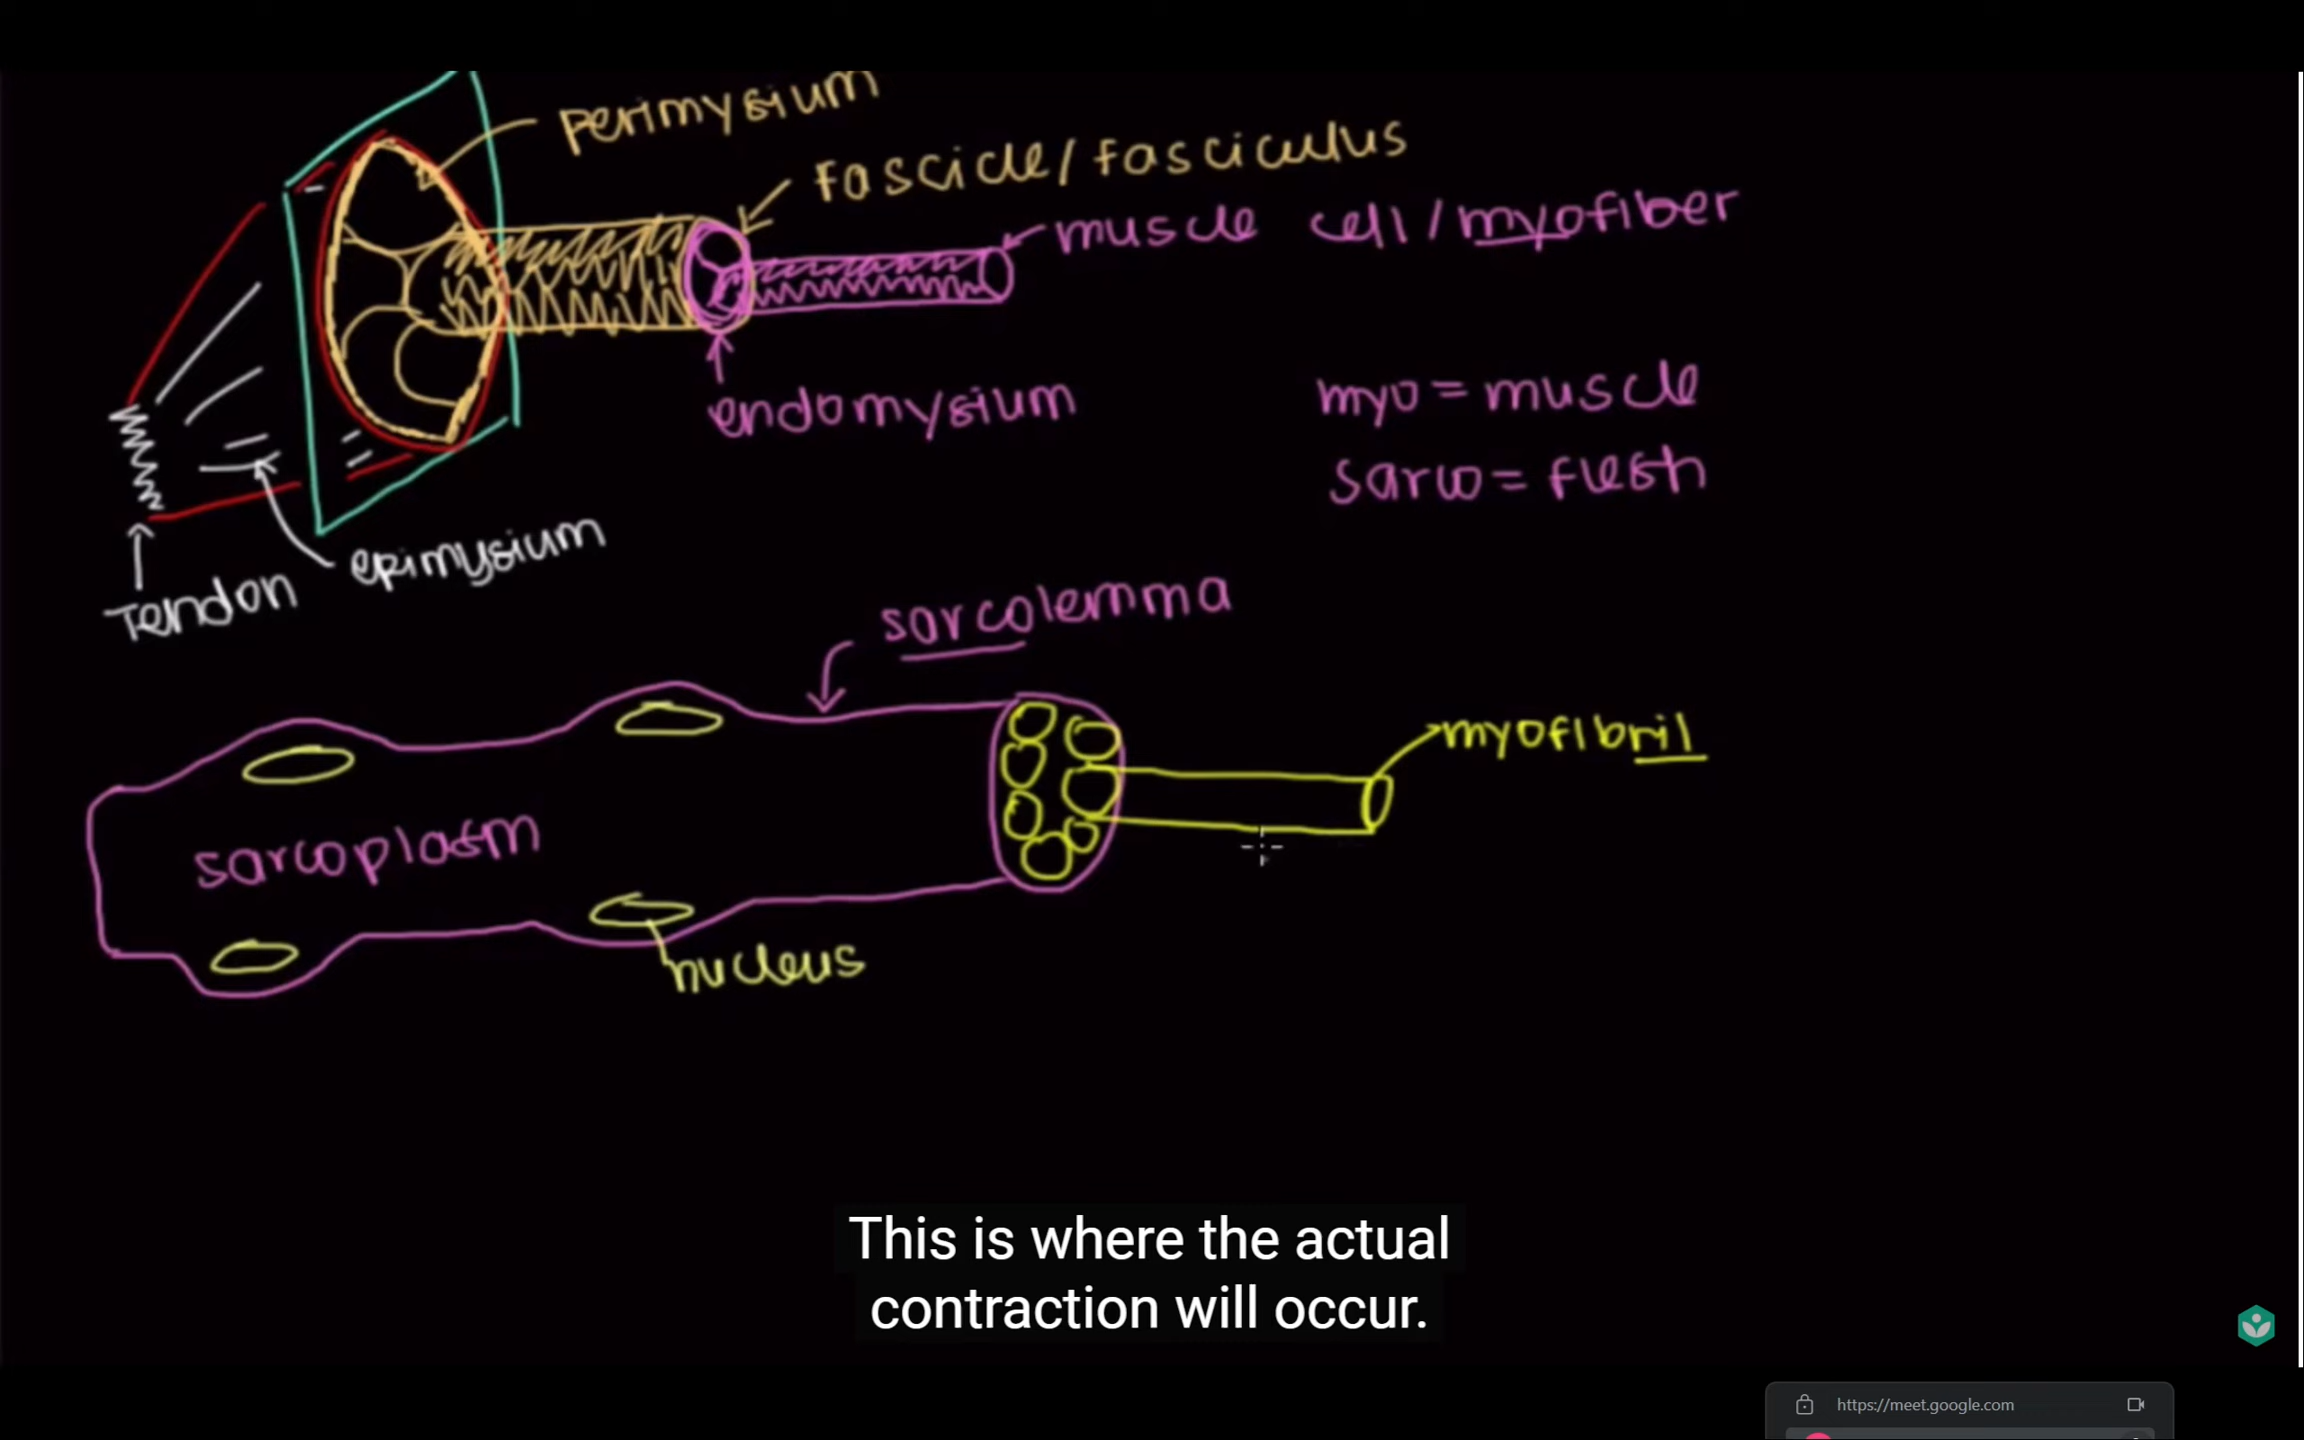 perimysium
fascicle/fasciculus
muscle cell/myofiber
endomysium
myo = muscle
sarco = flesh
epimysium
Tendon
sarcolemma
myofibril
sarcoplasm
nucleus
This is where the actual
contraction will occur.
https://meet.google.com